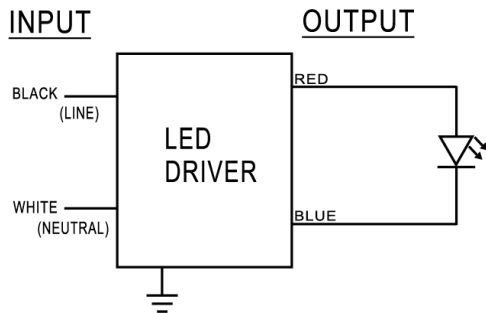 INPUT
OUTPUT
BLACK
(LINE)
WHITE
(NEUTRAL)
LED
DRIVER
RED
BLUE